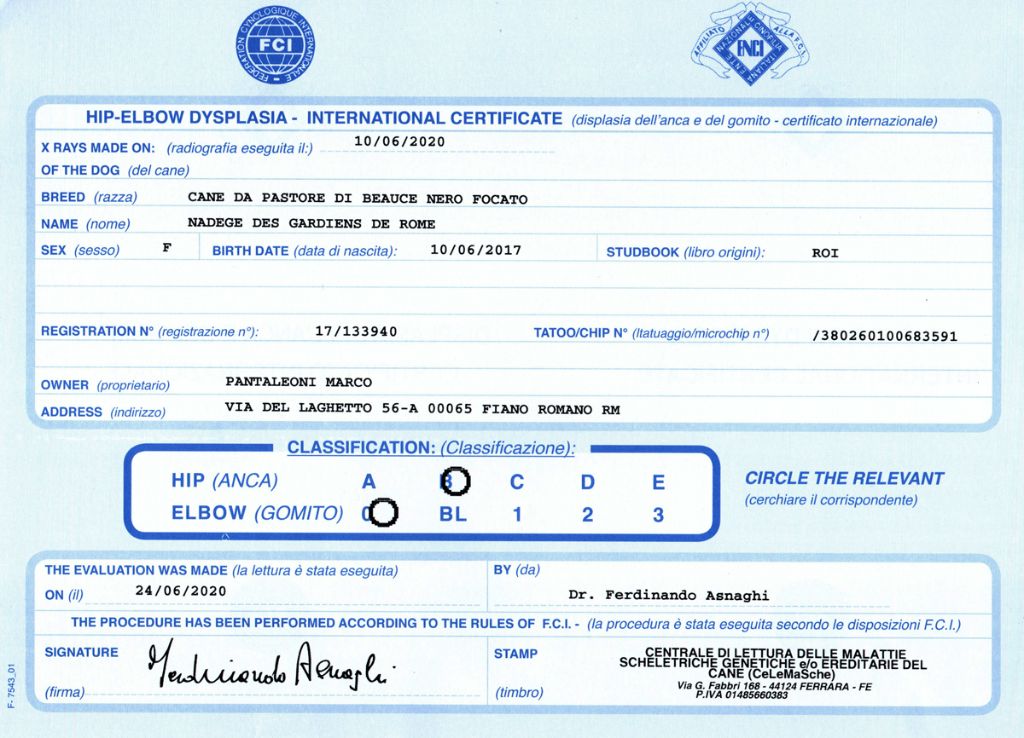 FEDERATION CYNOLOGIQUE INTERNATIONALE
FCI
AFFILIATO ALLA F.C.I.
ENTE NAZIONALE CINOFILIA ITALIANA
ENCI
HIP-ELBOW DYSPLASIA - INTERNATIONAL CERTIFICATE (displasia dell'anca e del gomito - certificato internazionale)
X RAYS MADE ON: (radiografia eseguita il:) 10/06/2020
OF THE DOG (del cane)
BREED (razza) CANE DA PASTORE DI BEAUCE NERO FOCATO
NAME (nome) NADEGE DES GARDIENS DE ROME
SEX (sesso) F BIRTH DATE (data di nascita): 10/06/2017 STUDBOOK (libro origini): ROI
REGISTRATION N° (registrazione n°): 17/133940 TATOO/CHIP N° (ltatuaggio/microchip n°) /380260100683591
OWNER (proprietario) PANTALEONI MARCO
ADDRESS (indirizzo) VIA DEL LAGHETTO 56-A 00065 FIANO ROMANO RM
CLASSIFICATION: (Classificazione):
HIP (ANCA) A B C D E
ELBOW (GOMITO) 0 BL 1 2 3
CIRCLE THE RELEVANT
(cerchiare il corrispondente)
THE EVALUATION WAS MADE (la lettura è stata eseguita) BY (da)
ON (il) 24/06/2020 Dr. Ferdinando Asnaghi
THE PROCEDURE HAS BEEN PERFORMED ACCORDING TO THE RULES OF F.C.I. - (la procedura è stata eseguita secondo le disposizioni F.C.I.)
SIGNATURE Ferdinando Asnaghi
(firma)
STAMP
(timbro)
CENTRALE DI LETTURA DELLE MALATTIE
SCHELETRICHE GENETICHE e/o EREDITARIE DEL
CANE (CeLeMaSche)
Via G. Fabbri 168 - 44124 FERRARA - FE
P.IVA 01485660383
F- 7543_01